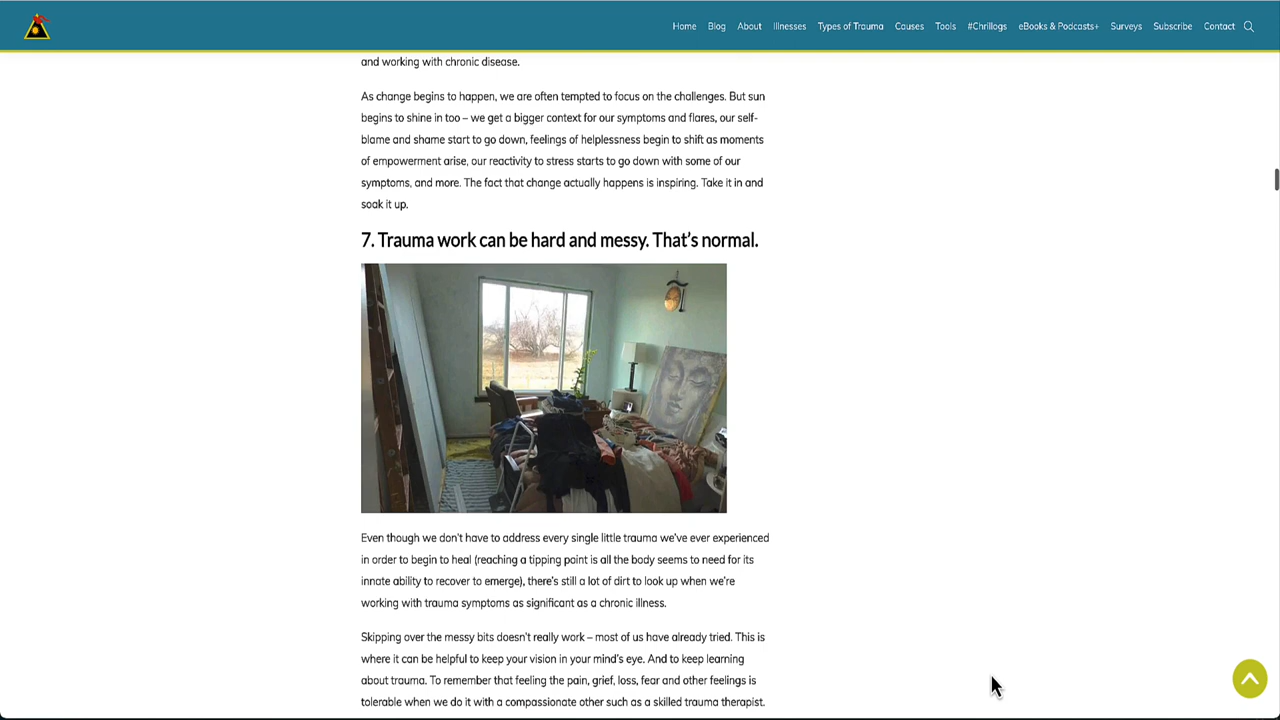 Home Blog About Illnesses Types of Trauma Causes Tools #Chrillogs eBooks & Podcasts+ Surveys Subscribe Contact
and working with chronic disease.
As change begins to happen, we are often tempted to focus on the challenges. But sun
begins to shine in too – we get a bigger context for our symptoms and flares, our self-
blame and shame start to go down, feelings of helplessness begin to shift as moments
of empowerment arise, our reactivity to stress starts to go down with some of our
symptoms, and more. The fact that change actually happens is inspiring. Take it in and
soak it up.
7. Trauma work can be hard and messy. That's normal.
Even though we don't have to address every single little trauma we've ever experienced
in order to begin to heal (reaching a tipping point is all the body seems to need for its
innate ability to recover to emerge), there's still a lot of dirt to look up when we're
working with trauma symptoms as significant as a chronic illness.
Skipping over the messy bits doesn't really work – most of us have already tried. This is
where it can be helpful to keep your vision in your mind's eye. And to keep learning
about trauma. To remember that feeling the pain, grief, loss, fear and other feelings is
tolerable when we do it with a compassionate other such as a skilled trauma therapist.